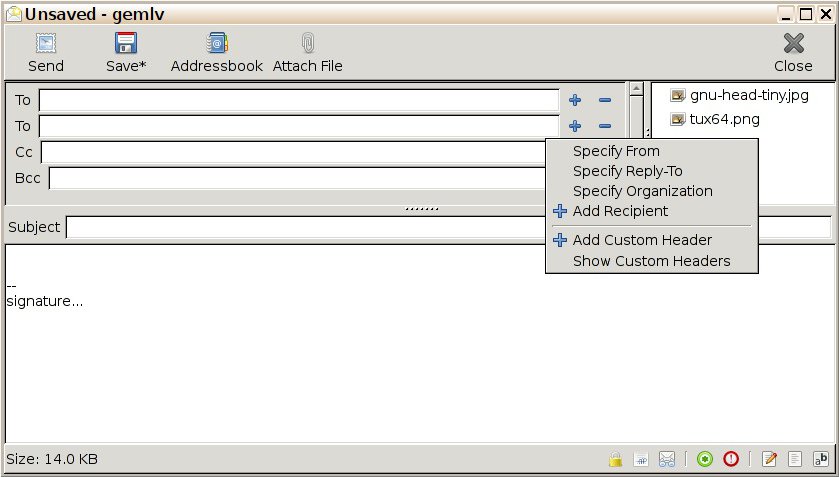 Unsaved - gemlv
Send Save* Addressbook Attach File Close
To
To
Cc
Bcc
gnu-head-tiny.jpg
tux64.png
Specify From
Specify Reply-To
Specify Organization
Add Recipient
Add Custom Header
Show Custom Headers
Subject
--
signature...
Size: 14.0 KB
ab